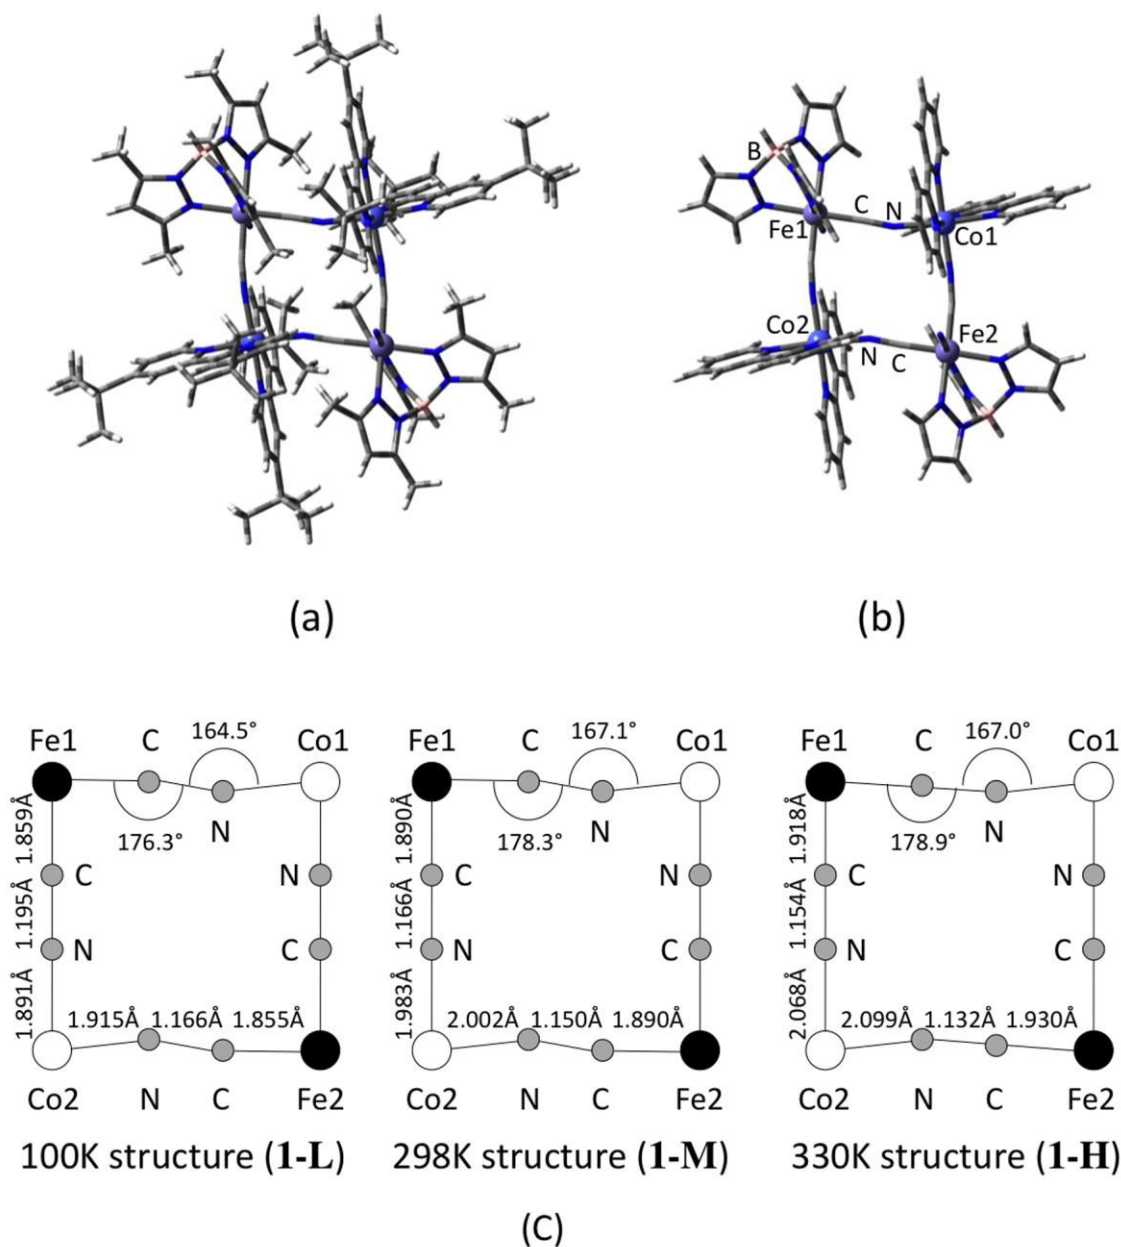 B
C
N
Fe1
Co1
Co2
Fe2
N
C
(a)
(b)
Fe1 C 164.5° Co1
176.3° N
1.859Å
C N
1.195Å
N C
1.891Å
1.915Å 1.166Å 1.855Å
Co2 N C Fe2
100K structure (1-L)
Fe1 C 167.1° Co1
178.3° N
1.890Å
C N
1.166Å
N C
1.983Å
2.002Å 1.150Å 1.890Å
Co2 N C Fe2
298K structure (1-M)
Fe1 C 167.0° Co1
178.9° N
1.918Å
C N
1.154Å
N C
2.068Å
2.099Å 1.132Å 1.930Å
Co2 N C Fe2
330K structure (1-H)
(C)